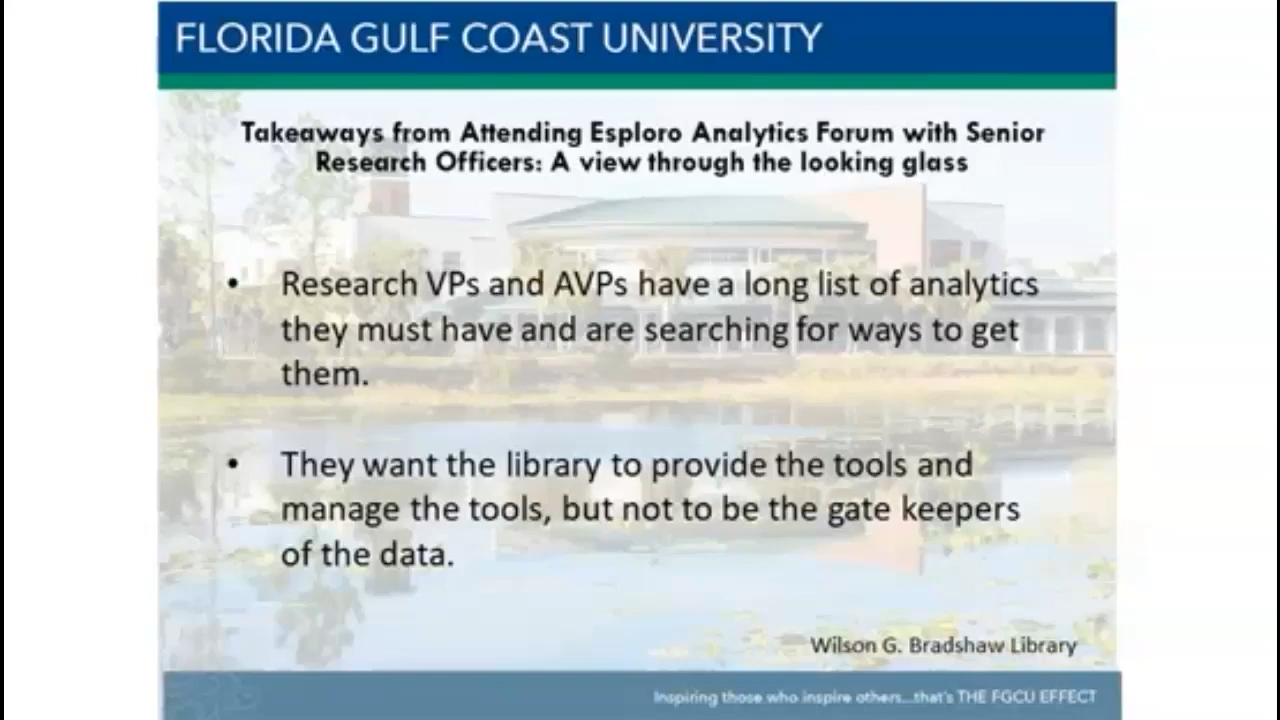 FLORIDA GULF COAST UNIVERSITY
Takeaways from Attending Esploro Analytics Forum with Senior
Research Officers: A view through the looking glass
• Research VPs and AVPs have a long list of analytics
they must have and are searching for ways to get
them.
• They want the library to provide the tools and
manage the tools, but not to be the gate keepers
of the data.
Wilson G. Bradshaw Library
Inspiring those who inspire others...that's THE FGCU EFFECT